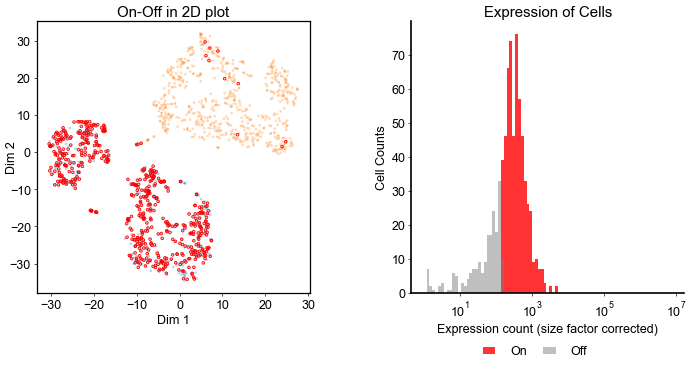 On-Off in 2D plot
Dim 2
30
20
10
0
−10
−20
−30
−30 −20 −10 0 10 20 30
Dim 1
Expression of Cells
Cell Counts
70
60
50
40
30
20
10
0
10^1 10^3 10^5 10^7
Expression count (size factor corrected)
On Off